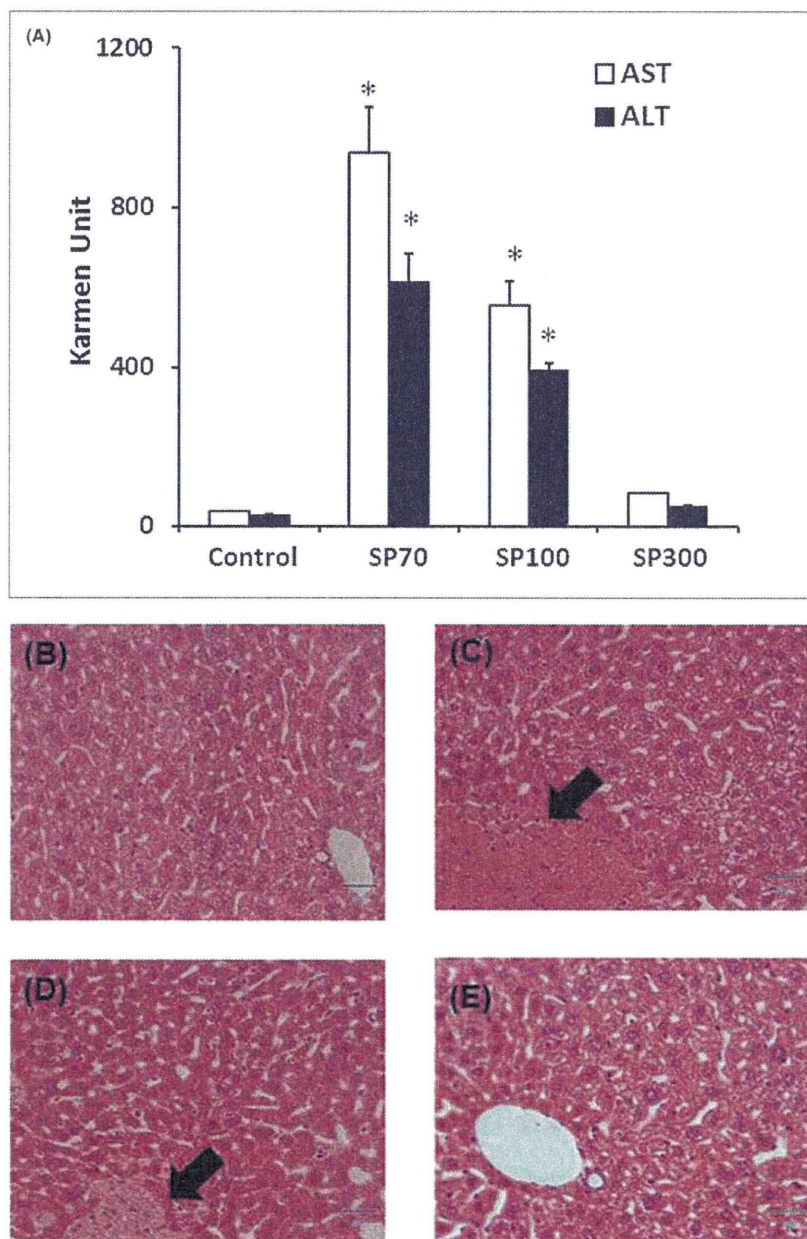 (A)
1200
800
400
0
Karmen Unit
AST
ALT
*
*
*
*
Control SP70 SP100 SP300
(B)
(C)
(D)
(E)